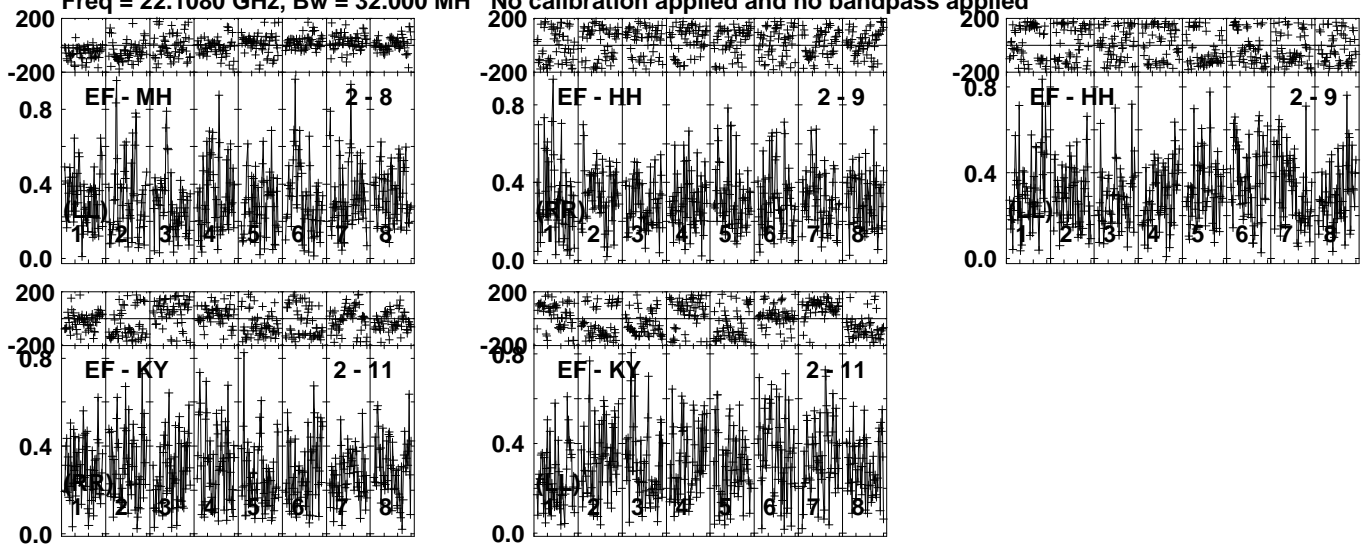 Freq = 22.1080 GHz, Bw = 32.000 MH No calibration applied and no bandpass applied
200
-200
0.8
0.4
0.0
EF - MH 2 - 8
(LL)
1 2 3 4 5 6 7 8
200
-200
0.8
0.4
0.0
EF - HH 2 - 9
(RR)
1 2 3 4 5 6 7 8
200
-200
0.8
0.4
0.0
EF - HH 2 - 9
(LL)
1 2 3 4 5 6 7 8
200
-200
0.8
0.4
0.0
EF - KY 2 - 11
(RR)
1 2 3 4 5 6 7 8
200
-200
0.8
0.4
0.0
EF - KY 2 - 11
(LL)
1 2 3 4 5 6 7 8